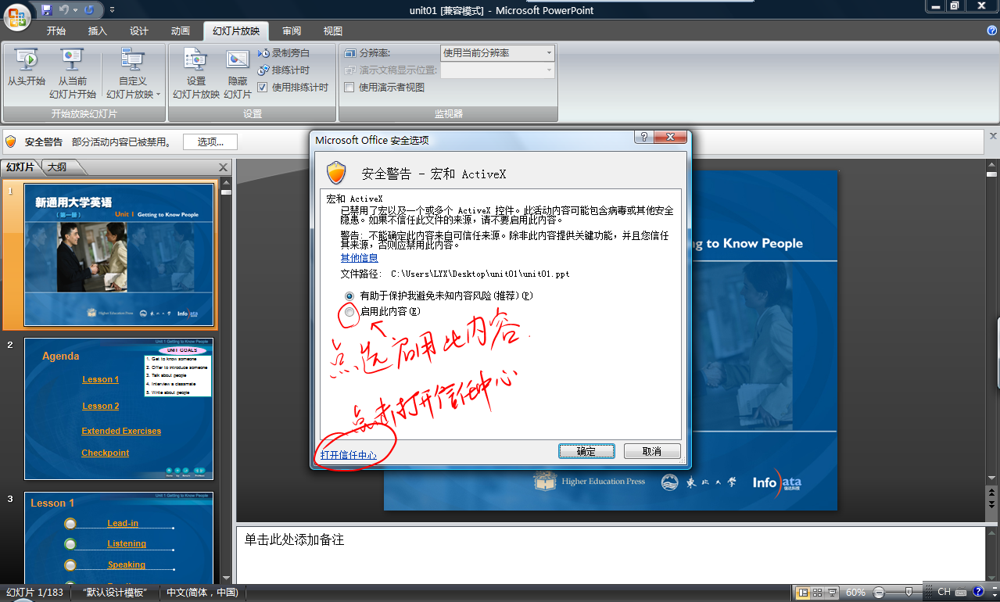 unit01 [兼容模式] - Microsoft PowerPoint
开始 插入 设计 动画 幻灯片放映 审阅 视图
从头开始 从当前幻灯片开始 自定义幻灯片放映
开始放映幻灯片
设置幻灯片放映 隐藏幻灯片
录制旁白
排练计时
使用排练计时
设置
分辨率: 使用当前分辨率
演示文稿显示位置:
使用演示者视图
监视器
安全警告 部分活动内容已被禁用。 选项...
幻灯片 大纲
1
新通用大学英语
(第一册) Unit 1 Getting to Know People
Higher Education Press 东北大学 Infodata
2
Unit 1 Getting to Know People
Agenda
UNIT GOALS
1. Get to know someone
2. Offer to introduce someone
3. Talk about people
4. Interview a classmate
5. Write about people
Lesson 1
Lesson 2
Extended Exercises
Checkpoint
3
Unit 1 Getting to Know People
Lesson 1
Lead-in
Listening
Speaking
Microsoft Office 安全选项
安全警告 - 宏和 ActiveX
宏和 ActiveX
已禁用了宏以及一个或多个 ActiveX 控件。此活动内容可能包含病毒或其他安全
隐患。如果不信任此文件的来源，请不要启用此内容。
警告: 不能确定此内容来自可信任来源。除非此内容提供关键功能，并且您信任
其来源，否则应禁用此内容。
其他信息
文件路径: C:\Users\LYX\Desktop\unit01\unit01.ppt
有助于保护我避免未知内容风险(推荐)(P)
启用此内容(E)
点选启用此内容.
点击打开信任中心
打开信任中心 确定 取消
g to Know People
Higher Education Press 东北大学 Infodata
信达科技
单击此处添加备注
幻灯片 1/183 "默认设计模板" 中文(简体，中国) 60% CH